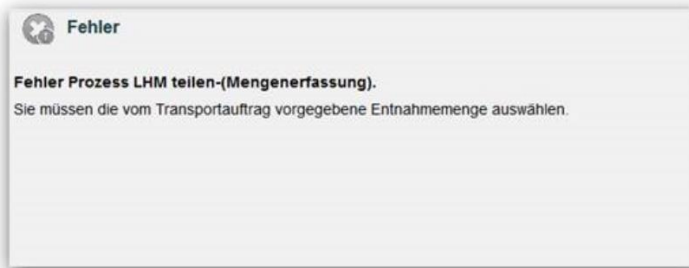 Fehler
Fehler Prozess LHM teilen-(Mengenerfassung).
Sie müssen die vom Transportauftrag vorgegebene Entnahmemenge auswählen.